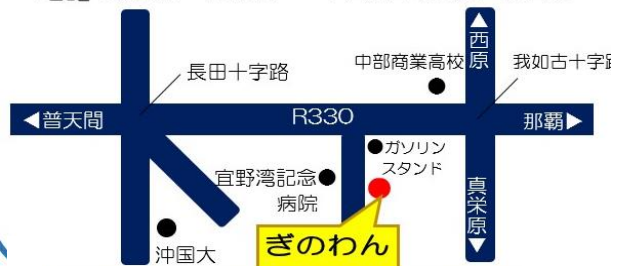 ▲西原
中部商業高校
我如古十字
長田十字路
◀普天間
R330
那覇▶
ガソリン
スタンド
宜野湾記念
病院
真栄原▼
ぎのわん
沖国大